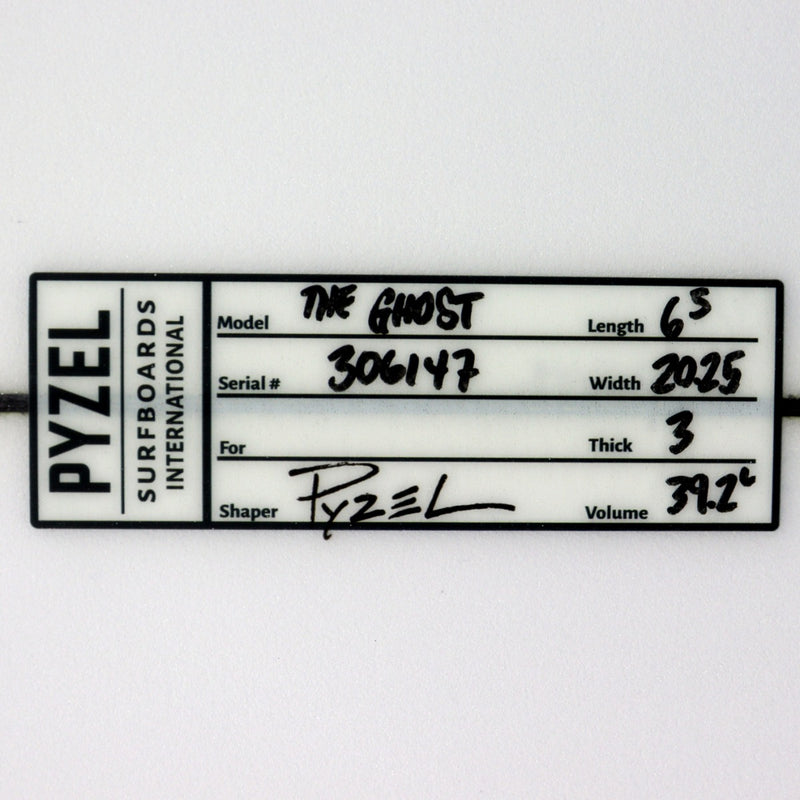 PYZEL
SURFBOARDS
INTERNATIONAL
Model THE GHOST Length 6 5
Serial # 306147 Width 20.25
For Thick 3
Shaper PYZEL Volume 39.2L